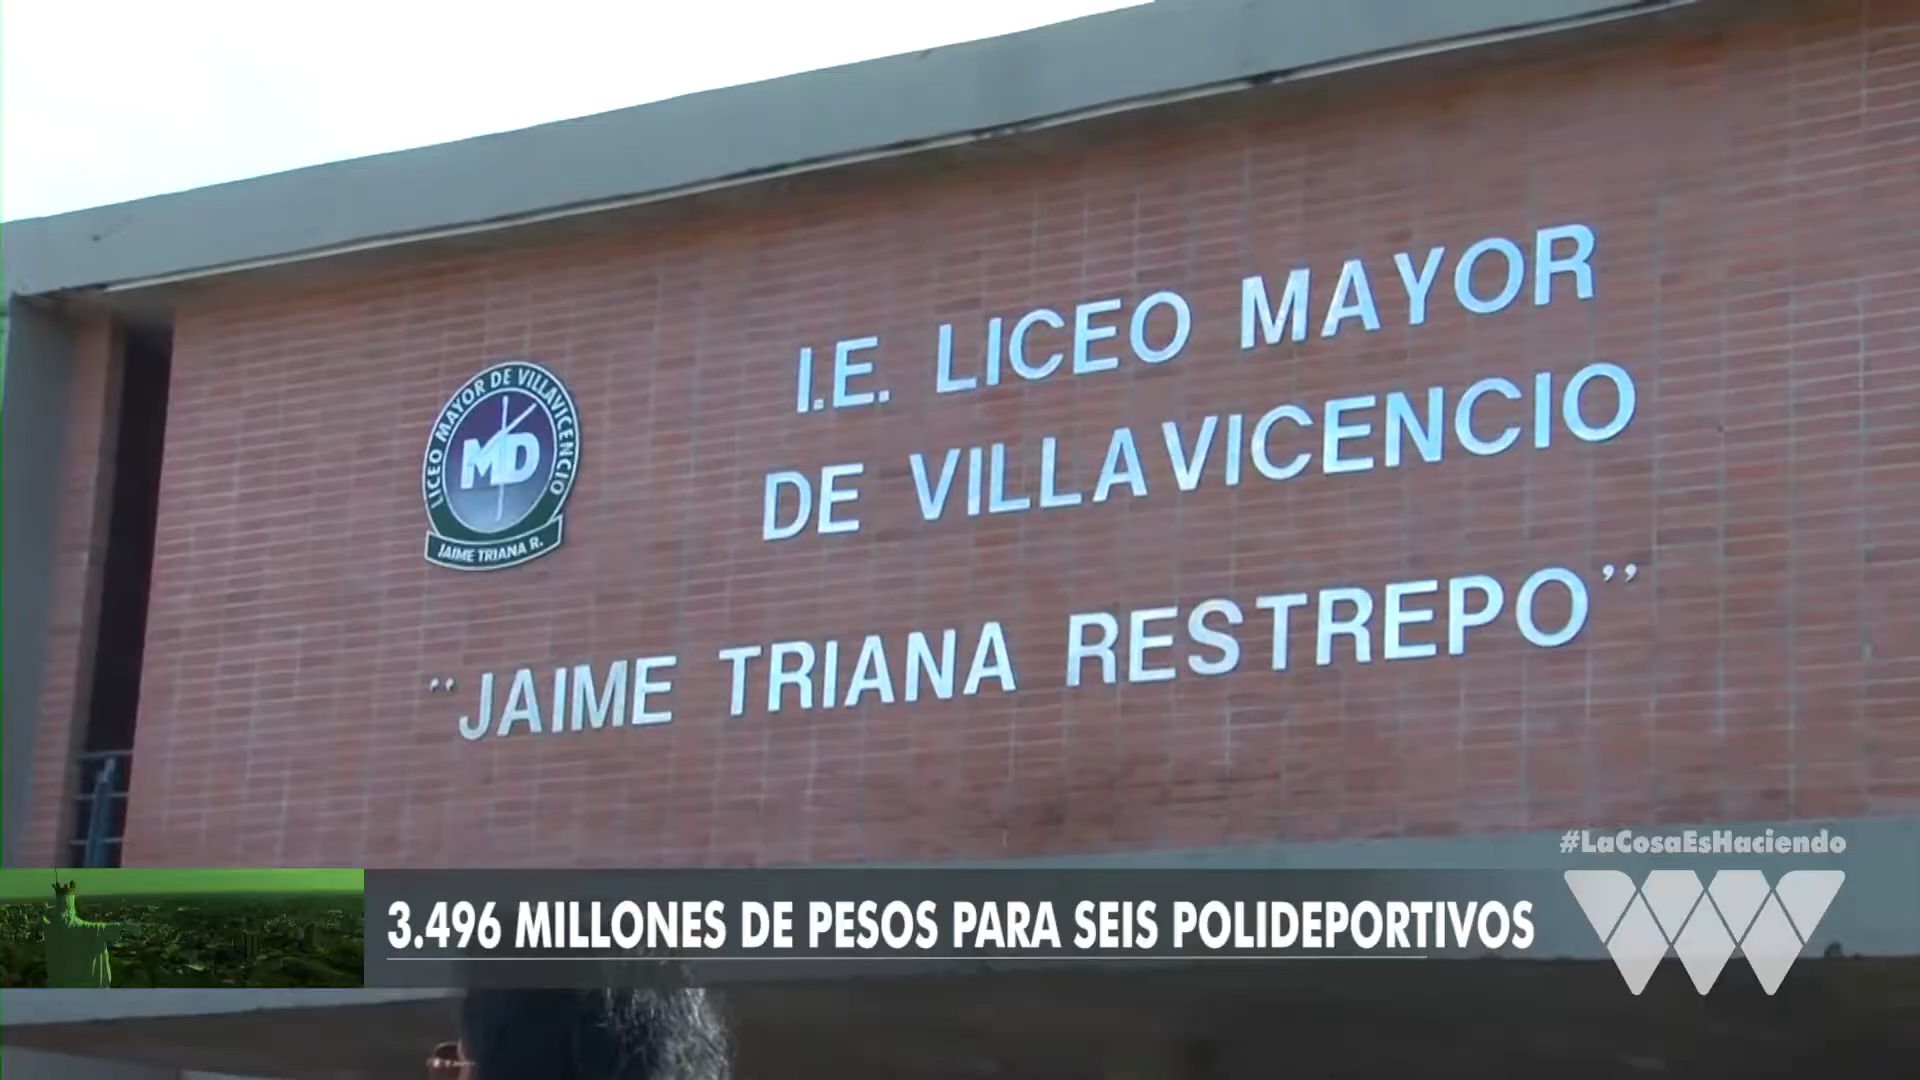 I.E. LICEO MAYOR
DE VILLAVICENCIO
"JAIME TRIANA RESTREPO"
LICEO MAYOR DE VILLAVICENCIO
MD
JAIME TRIANA R.
#LaCosaEsHaciendo
3.496 MILLONES DE PESOS PARA SEIS POLIDEPORTIVOS